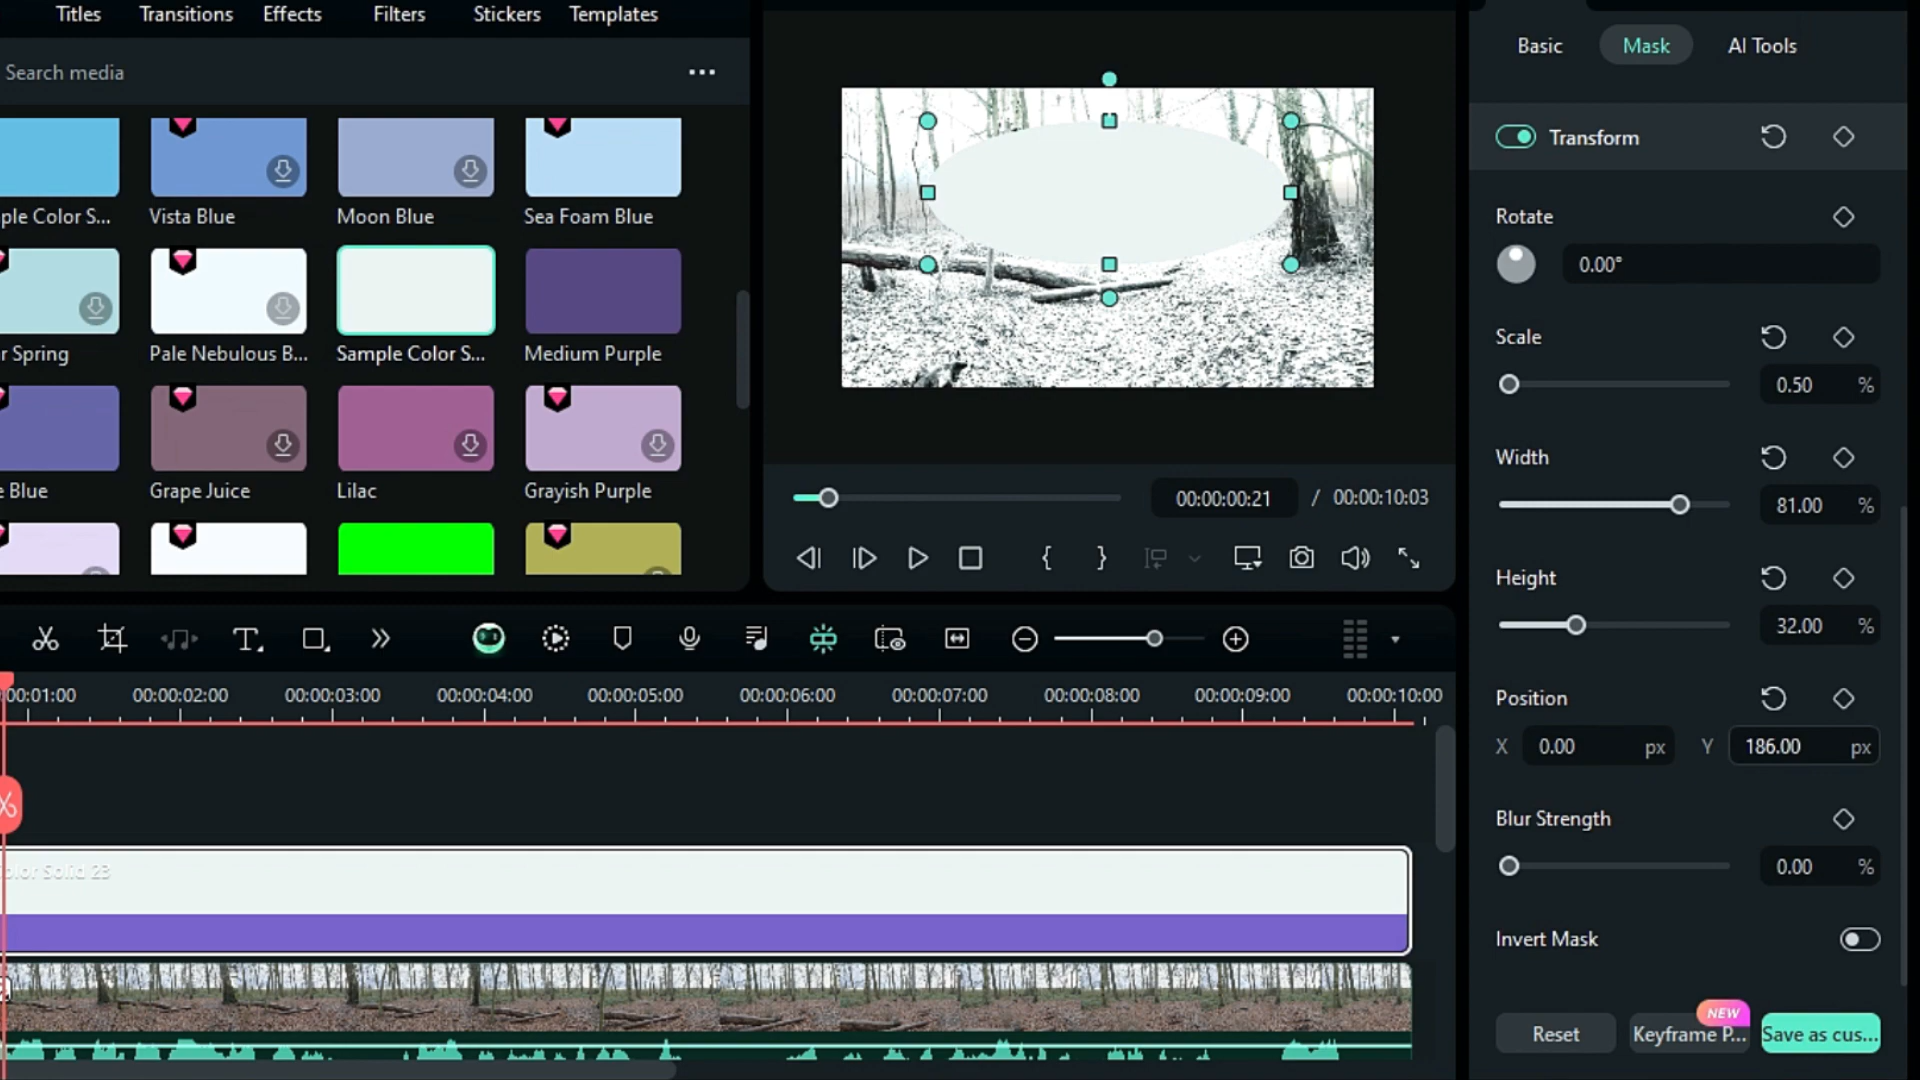 Titles
Transitions
Effects
Filters
Stickers
Templates
Search media
ple Color S...
Vista Blue
Moon Blue
Sea Foam Blue
r Spring
Pale Nebulous B...
Sample Color S...
Medium Purple
e Blue
Grape Juice
Lilac
Grayish Purple
00:00:00:21 / 00:00:10:03
Basic
Mask
AI Tools
Transform
Rotate
0.00°
Scale
0.50 %
Width
81.00 %
Height
32.00 %
Position
X 0.00 px Y 186.00 px
Blur Strength
0.00 %
Invert Mask
NEW
Reset
Keyframe P...
Save as cus...
00:01:00
00:00:02:00
00:00:03:00
00:00:04:00
00:00:05:00
00:00:06:00
00:00:07:00
00:00:08:00
00:00:09:00
00:00:10:00
olor Solid 23